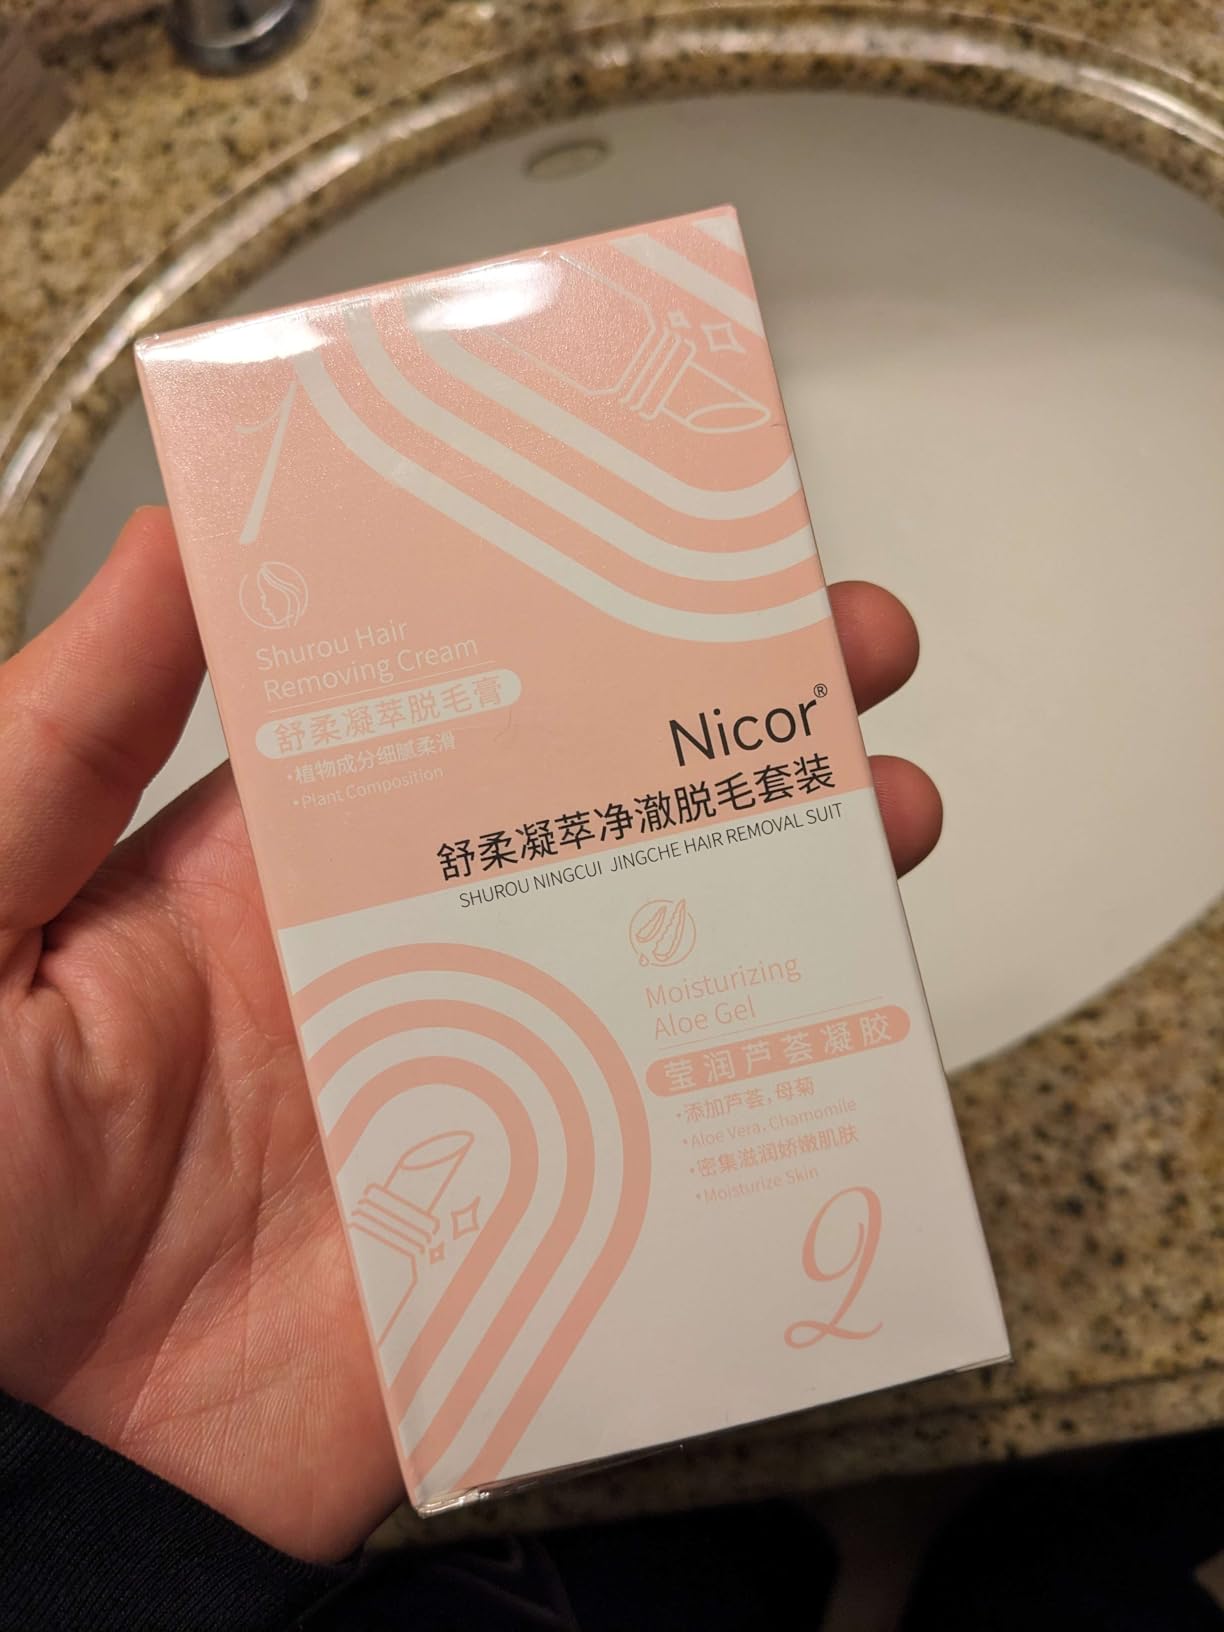 1
Shurou Hair
Removing Cream
舒柔凝萃脱毛膏
·植物成分细腻柔滑
·Plant Composition
Nicor®
舒柔凝萃净澈脱毛套装
SHUROU NINGCUI JINGCHE HAIR REMOVAL SUIT
Moisturizing
Aloe Gel
莹润芦荟凝胶
·添加芦荟,母菊
·Aloe Vera, Chamomile
·密集滋润娇嫩肌肤
·Moisturize Skin
2